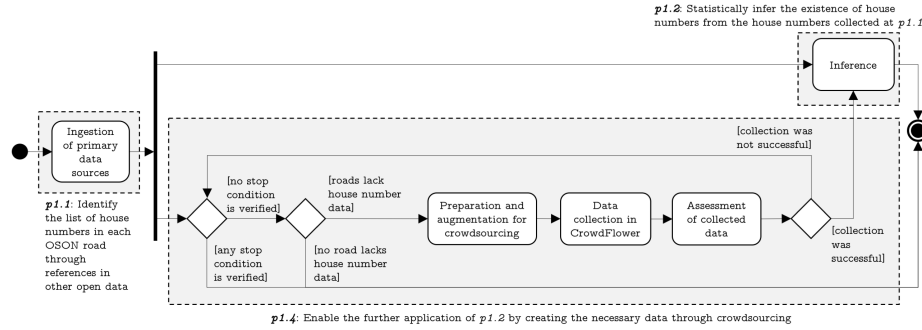 p1.2: Statistically infer the existence of house
numbers from the house numbers collected at p1.1
Inference
Ingestion
of primary
data
sources
p1.1: Identify
the list of house
numbers in each
OSON road
through
references in
other open data
[collection was
not successful]
[no stop
condition
is verified]
[roads lack
house number
data]
Preparation and
augmentation for
crowdsourcing
Data
collection in
CrowdFlower
Assessment
of collected
data
[any stop
condition
is verified]
[no road lacks
house number
data]
[collection
was
successful]
p1.4: Enable the further application of p1.2 by creating the necessary data through crowdsourcing